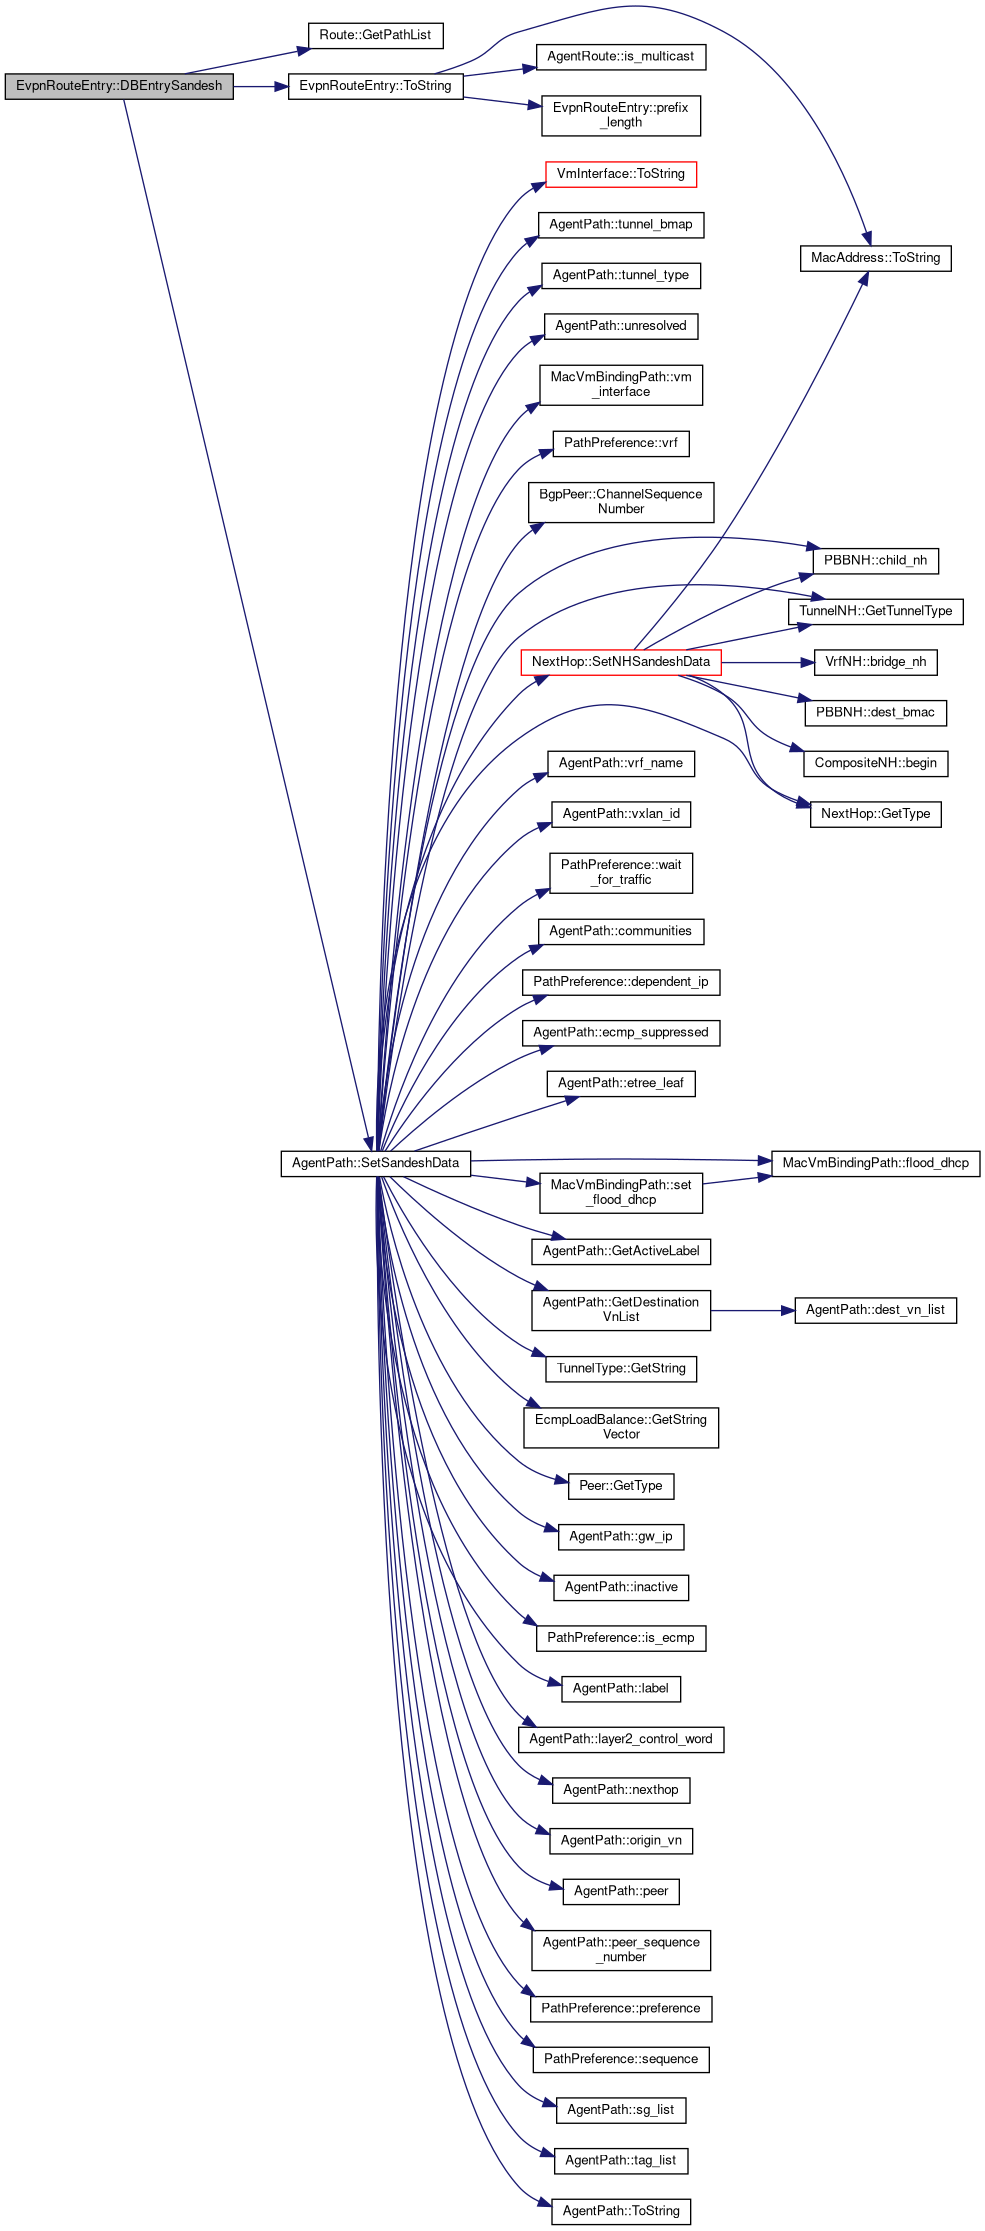 Route::GetPathList
EvpnRouteEntry::DBEntrySandesh
EvpnRouteEntry::ToString
AgentRoute::is_multicast
EvpnRouteEntry::prefix
_length
VmInterface::ToString
AgentPath::tunnel_bmap
MacAddress::ToString
AgentPath::tunnel_type
AgentPath::unresolved
MacVmBindingPath::vm
_interface
PathPreference::vrf
BgpPeer::ChannelSequence
Number
PBBNH::child_nh
TunnelNH::GetTunnelType
NextHop::SetNHSandeshData
VrfNH::bridge_nh
PBBNH::dest_bmac
AgentPath::vrf_name
CompositeNH::begin
AgentPath::vxlan_id
NextHop::GetType
PathPreference::wait
_for_traffic
AgentPath::communities
PathPreference::dependent_ip
AgentPath::ecmp_suppressed
AgentPath::etree_leaf
AgentPath::SetSandeshData
MacVmBindingPath::flood_dhcp
MacVmBindingPath::set
_flood_dhcp
AgentPath::GetActiveLabel
AgentPath::GetDestination
VnList
AgentPath::dest_vn_list
TunnelType::GetString
EcmpLoadBalance::GetString
Vector
Peer::GetType
AgentPath::gw_ip
AgentPath::inactive
PathPreference::is_ecmp
AgentPath::label
AgentPath::layer2_control_word
AgentPath::nexthop
AgentPath::origin_vn
AgentPath::peer
AgentPath::peer_sequence
_number
PathPreference::preference
PathPreference::sequence
AgentPath::sg_list
AgentPath::tag_list
AgentPath::ToString